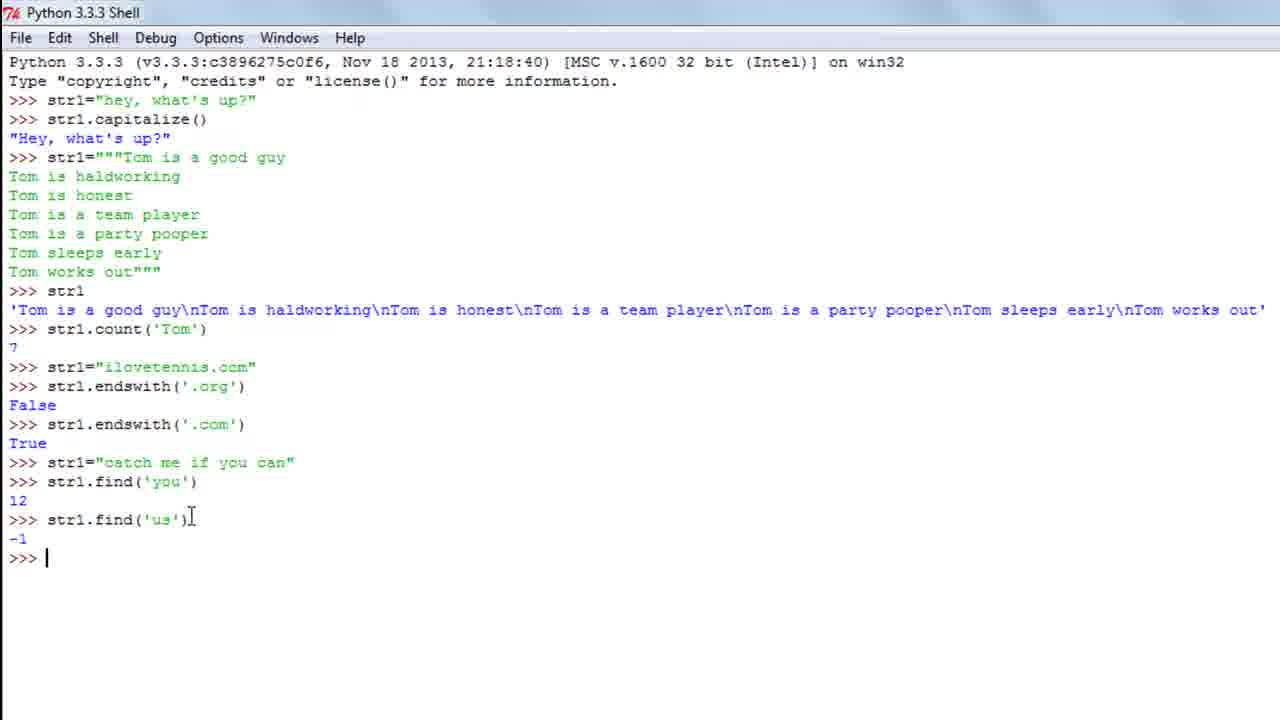 Python 3.3.3 Shell
File Edit Shell Debug Options Windows Help
Python 3.3.3 (v3.3.3:c3896275c0f6, Nov 18 2013, 21:18:40) [MSC v.1600 32 bit (Intel)] on win32
Type "copyright", "credits" or "license()" for more information.
>>> str1="hey, what's up?"
>>> str1.capitalize()
"Hey, what's up?"
>>> str1="""Tom is a good guy
Tom is haldworking
Tom is honest
Tom is a team player
Tom is a party pooper
Tom sleeps early
Tom works out"""
>>> str1
'Tom is a good guy\nTom is haldworking\nTom is honest\nTom is a team player\nTom is a party pooper\nTom sleeps early\nTom works out'
>>> str1.count('Tom')
7
>>> str1="ilovetennis.com"
>>> str1.endswith('.org')
False
>>> str1.endswith('.com')
True
>>> str1="catch me if you can"
>>> str1.find('you')
12
>>> str1.find('us')
-1
>>>